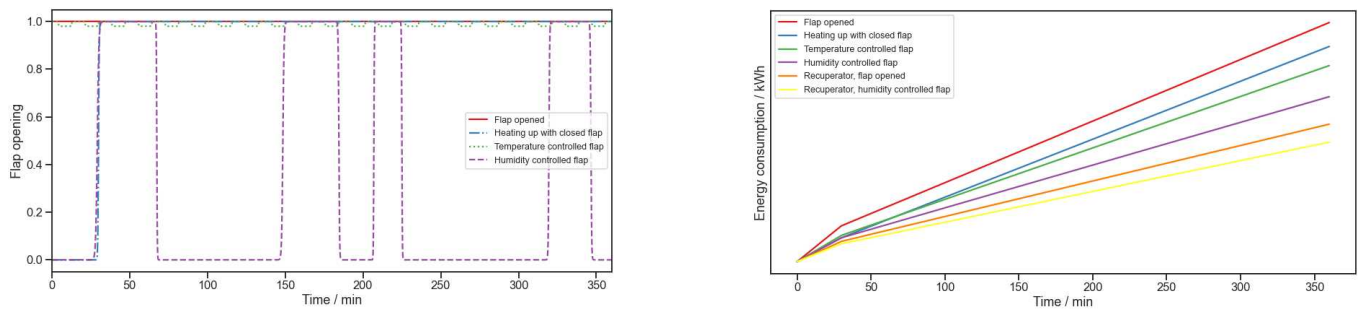 1.0
0.8
0.6
0.4
0.2
0.0
Flap opening
Flap opened
Heating up with closed flap
Temperature controlled flap
Humidity controlled flap
0 50 100 150 200 250 300 350
Time / min
Energy consumption / kWh
Flap opened
Heating up with closed flap
Temperature controlled flap
Humidity controlled flap
Recuperator, flap opened
Recuperator, humidity controlled flap
0 50 100 150 200 250 300 350
Time / min